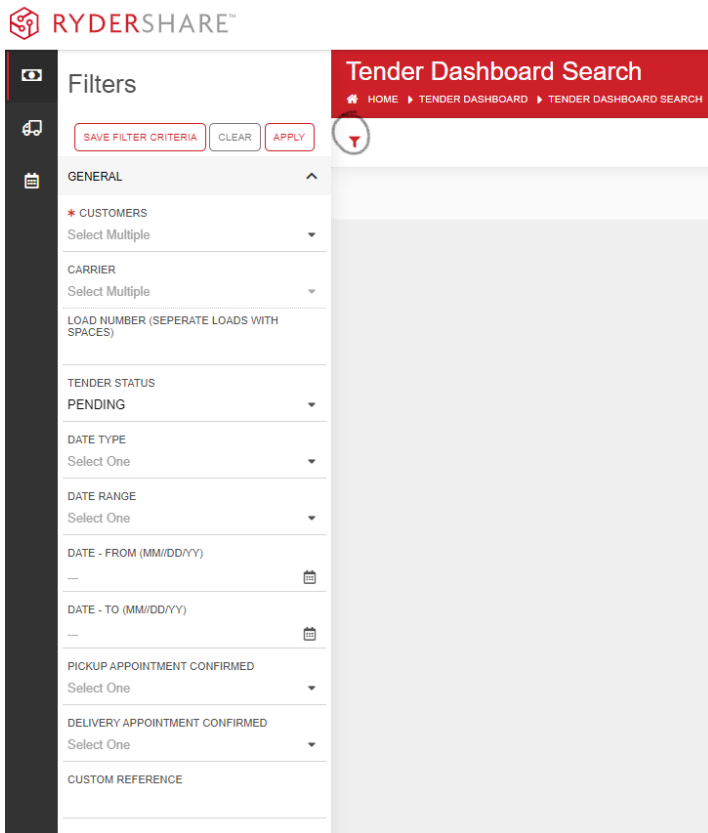 RYDERSHARE™
Filters
Tender Dashboard Search
HOME TENDER DASHBOARD TENDER DASHBOARD SEARCH
SAVE FILTER CRITERIA CLEAR APPLY
GENERAL
* CUSTOMERS
Select Multiple
CARRIER
Select Multiple
LOAD NUMBER (SEPERATE LOADS WITH
SPACES)
TENDER STATUS
PENDING
DATE TYPE
Select One
DATE RANGE
Select One
DATE - FROM (MM//DD/YY)
---
DATE - TO (MM//DD/YY)
---
PICKUP APPOINTMENT CONFIRMED
Select One
DELIVERY APPOINTMENT CONFIRMED
Select One
CUSTOM REFERENCE